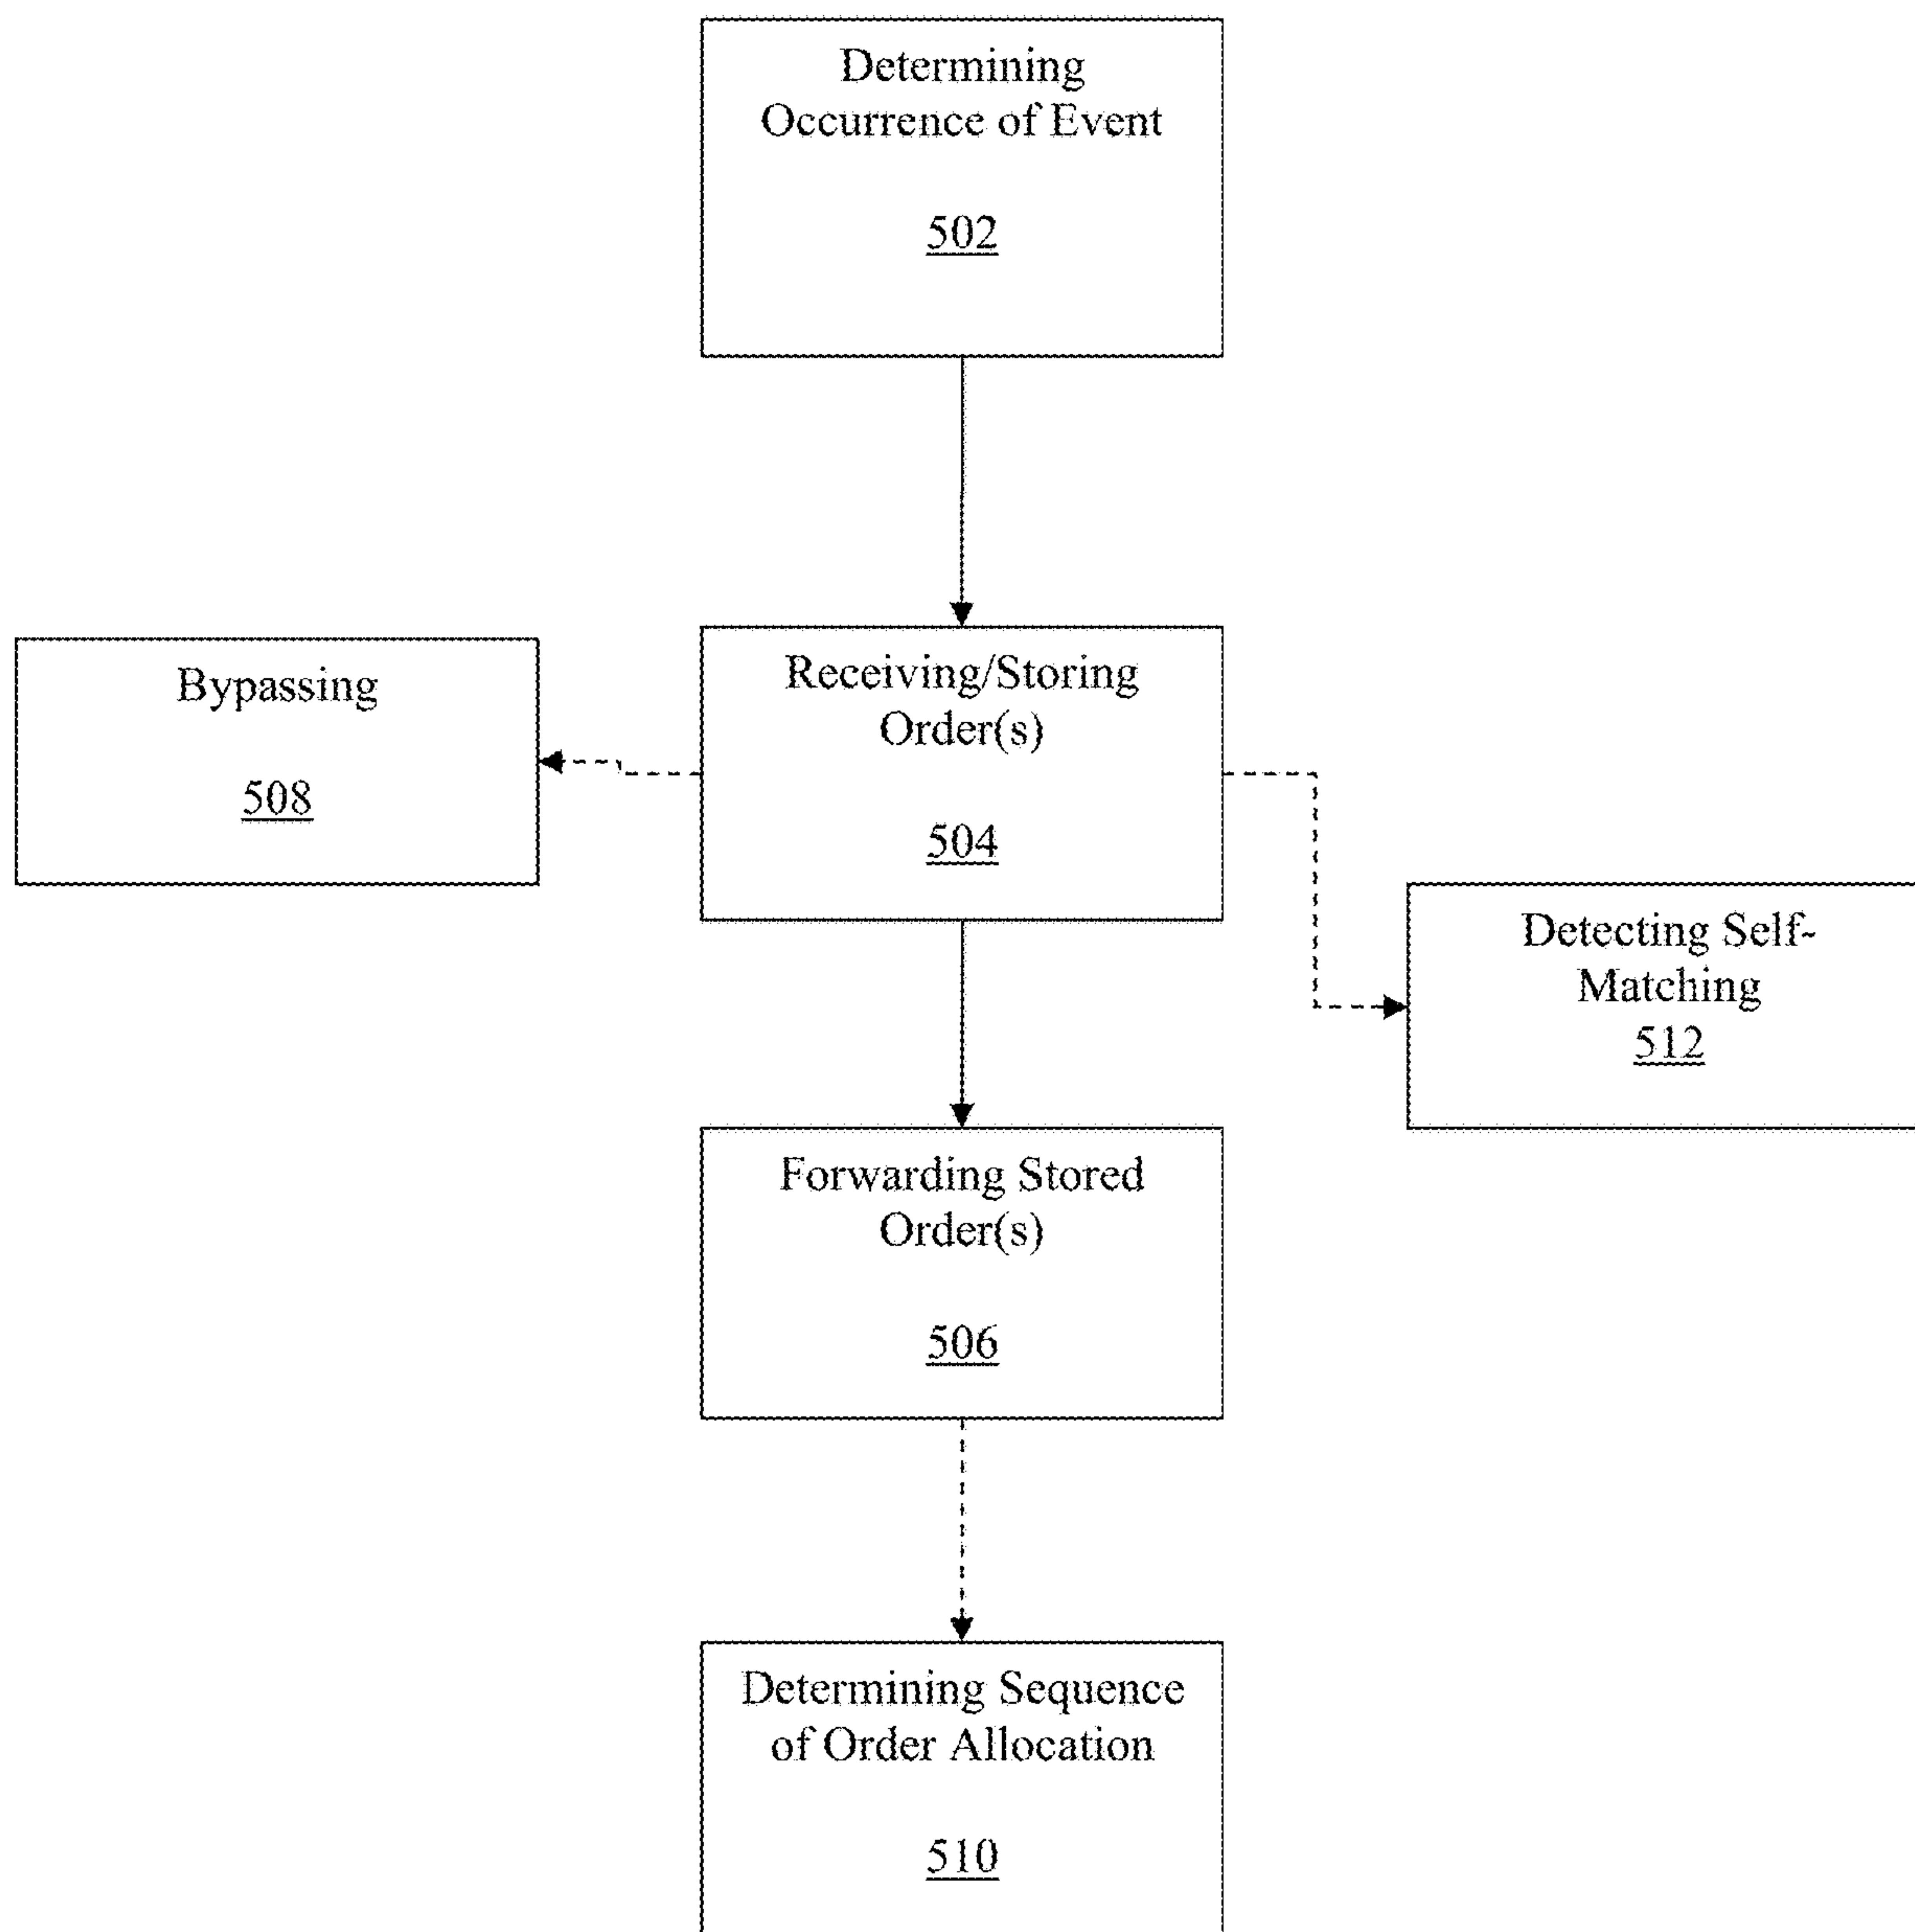 Determining
Occurrence of Event
502
Bypassing
508
Receiving/Storing
Order(s)
504
Detecting Self-
Matching
512
Forwarding Stored
Order(s)
506
Determining Sequence
of Order Allocation
510